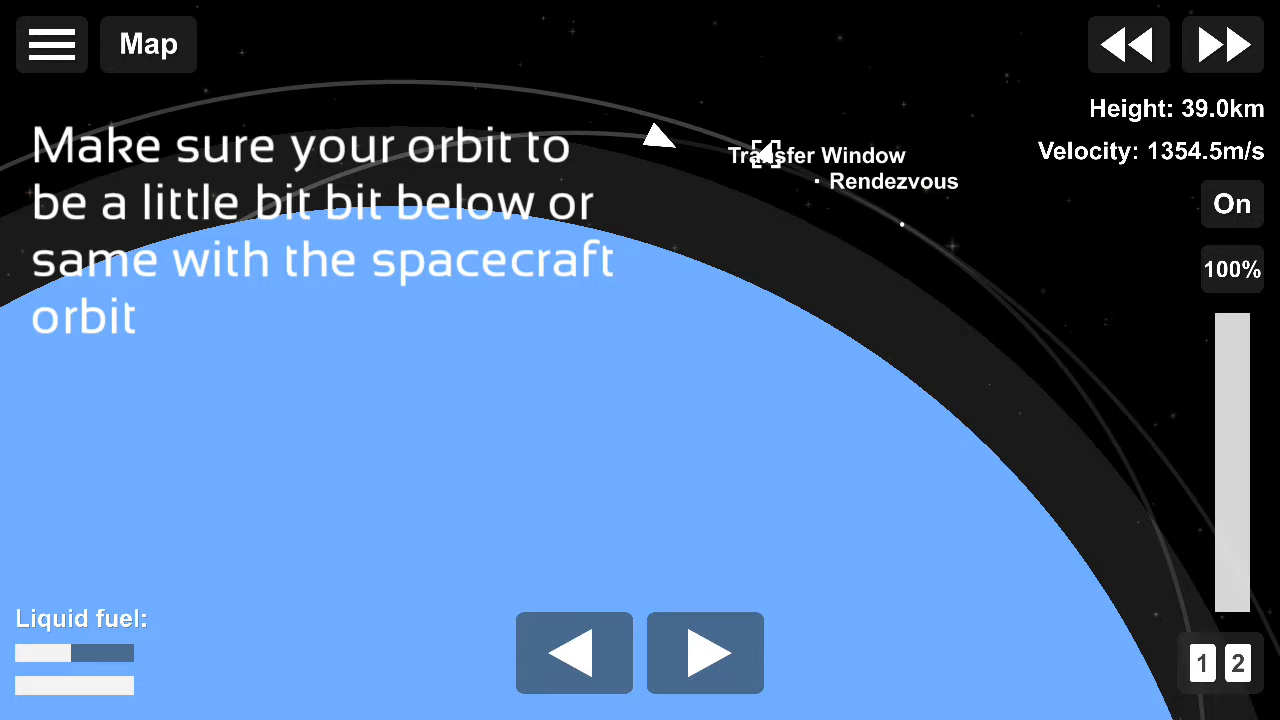 Map
Height: 39.0km
Velocity: 1354.5m/s
Make sure your orbit to
be a little bit bit below or
same with the spacecraft
orbit
Transfer Window
Rendezvous
On
100%
Liquid fuel:
1 2